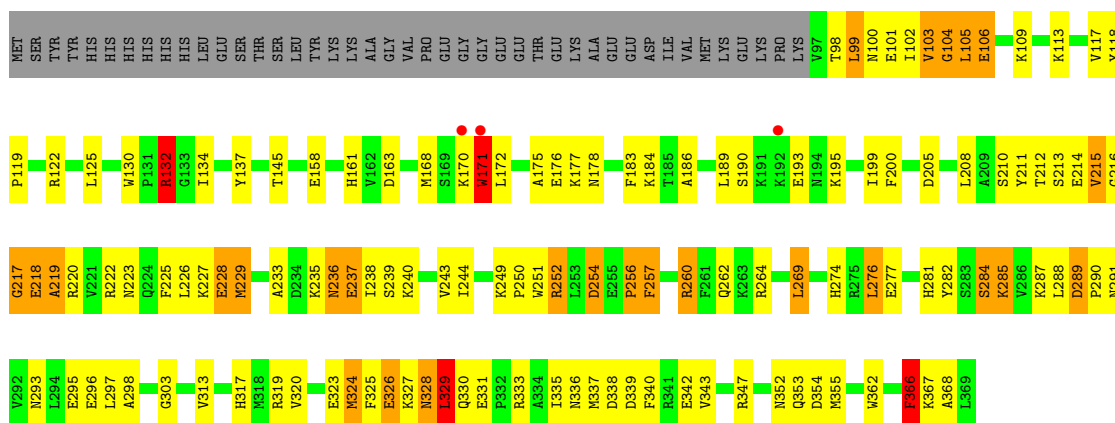 MET SER TYR TYR HIS HIS HIS HIS HIS HIS LEU GLU SER THR SER LEU TYR LYS LYS ALA GLY VAL PRO GLU GLY GLY GLU GLU THR GLU LYS ALA GLU GLU ASP ILE VAL MET LYS GLU LYS PRO LYS V97 T98 L99 N100 E101 I102 V103 G104 L105 E106 K109 K113 V117 Y118
P119 R122 L125 W130 P131 R132 G133 I134 Y137 T145 E158 H161 V162 D163 M168 S169 K170 W171 L172 A175 E176 K177 N178 F183 K184 T185 A186 L189 S190 K191 K192 E193 N194 K195 I199 F200 D205 L208 A209 S210 Y211 T212 S213 E214 V215 G216
G217 E218 A219 R220 V221 R222 N223 Q224 F225 L226 K227 E228 M229 A233 D234 K235 N236 E237 I238 S239 K240 V243 I244 K249 P250 W251 R252 L253 D254 E255 P256 F257 R260 F261 Q262 K263 R264 L269 H274 R275 L276 E277 H281 Y282 S283 S284 K285 V286 K287 L288 D289 P290 N291
V292 N293 L294 E295 E296 L297 A298 G303 V313 H317 M318 R319 V320 E323 M324 F325 E326 K327 N328 L329 Q330 E331 P332 R333 A334 I335 N336 M337 D338 D339 F340 R341 E342 V343 R347 N352 Q353 D354 M355 W362 F366 K367 A368 L369